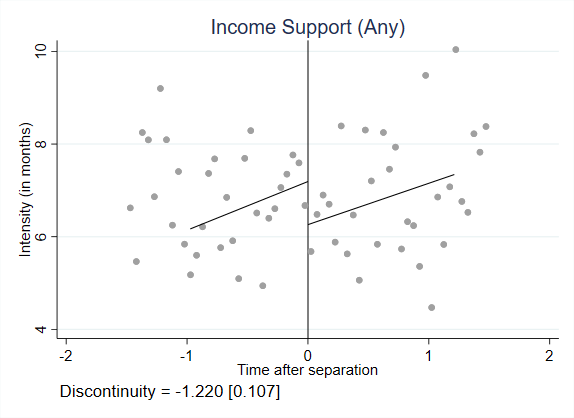 Income Support (Any)
Intensity (in months)
10
8
6
4
-2
-1
0
1
2
Time after separation
Discontinuity = -1.220 [0.107]